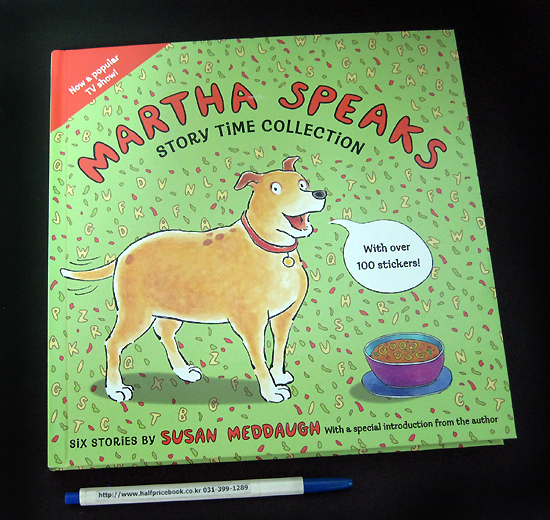 Now a popular
TV show!
MARTHA SPEAKS
STORY TIME COLLECTION
With over
100 stickers!
GOOD
SIX STORIES BY SUSAN MEDDAUGH With a special introduction from the author
http://www.halfpricebook.co.kr 031-399-1289